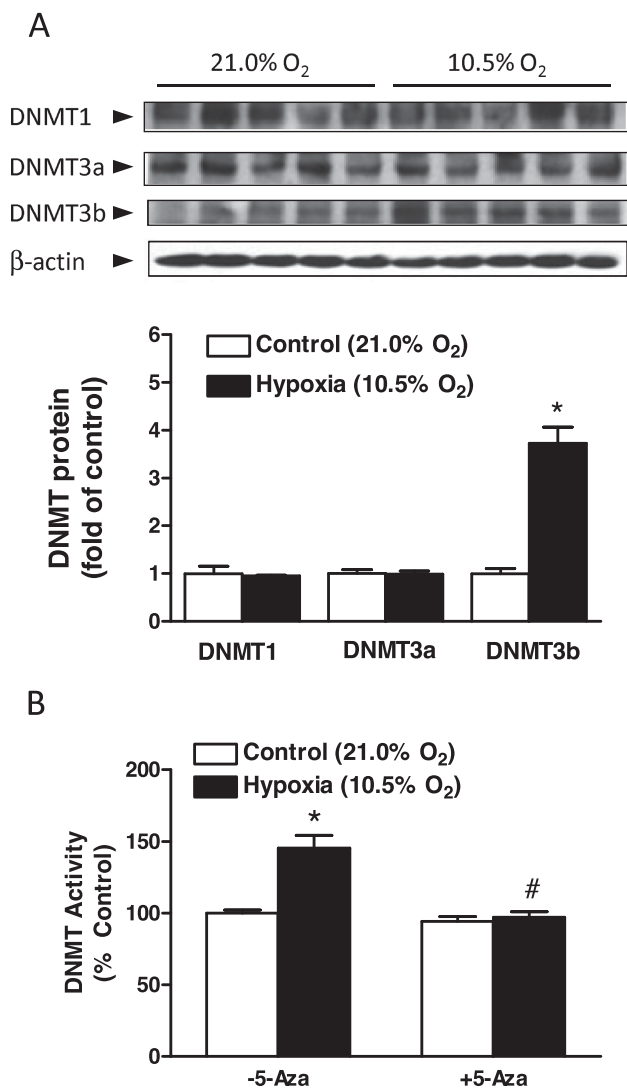 A
21.0% O₂ 10.5% O₂
DNMT1
DNMT3a
DNMT3b
β-actin
6
5
4
3
2
1
0
DNMT protein
(fold of control)
Control (21.0% O₂)
Hypoxia (10.5% O₂)
*
DNMT1 DNMT3a DNMT3b
B
Control (21.0% O₂)
Hypoxia (10.5% O₂)
200
150
100
50
0
DNMT Activity
(% Control)
*
#
-5-Aza +5-Aza